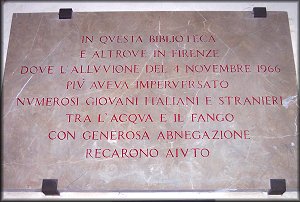 IN QVESTA BIBLIOTECA
E ALTROVE IN FIRENZE
DOVE L'ALLVVIONE DEL 4 NOVEMBRE 1966
PIV AVEVA IMPERVERSATO
NVMEROSI GIOVANI ITALIANI E STRANIERI
TRA L'ACQVA E IL FANGO
CON GENEROSA ABNEGAZIONE
RECARONO AIVTO